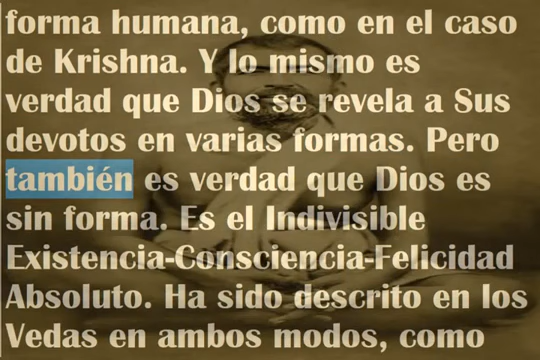 forma humana, como en el caso
de Krishna. Y lo mismo es
verdad que Dios se revela a Sus
devotos en varias formas. Pero
también es verdad que Dios es
sin forma. Es el Indivisible
Existencia-Consciencia-Felicidad
Absoluto. Ha sido descrito en los
Vedas en ambos modos, como